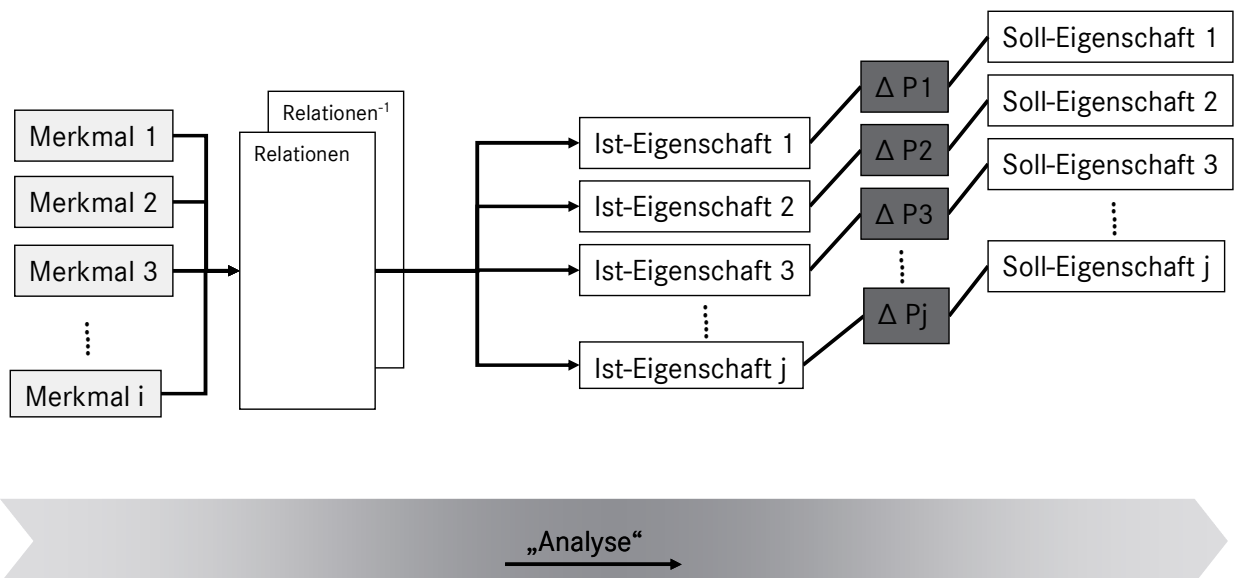 Merkmal 1
Merkmal 2
Merkmal 3
Merkmal i
Relationen⁻¹
Relationen
Ist-Eigenschaft 1
Ist-Eigenschaft 2
Ist-Eigenschaft 3
Ist-Eigenschaft j
Δ P1
Δ P2
Δ P3
Δ Pj
Soll-Eigenschaft 1
Soll-Eigenschaft 2
Soll-Eigenschaft 3
Soll-Eigenschaft j
„Analyse“